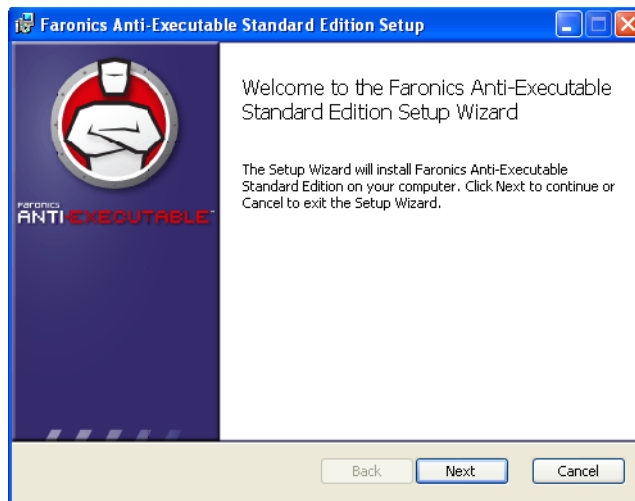 Faronics Anti-Executable Standard Edition Setup
Welcome to the Faronics Anti-Executable
Standard Edition Setup Wizard
The Setup Wizard will install Faronics Anti-Executable
Standard Edition on your computer. Click Next to continue or
Cancel to exit the Setup Wizard.
FARONICS
ANTI-EXECUTABLE™
Back
Next
Cancel